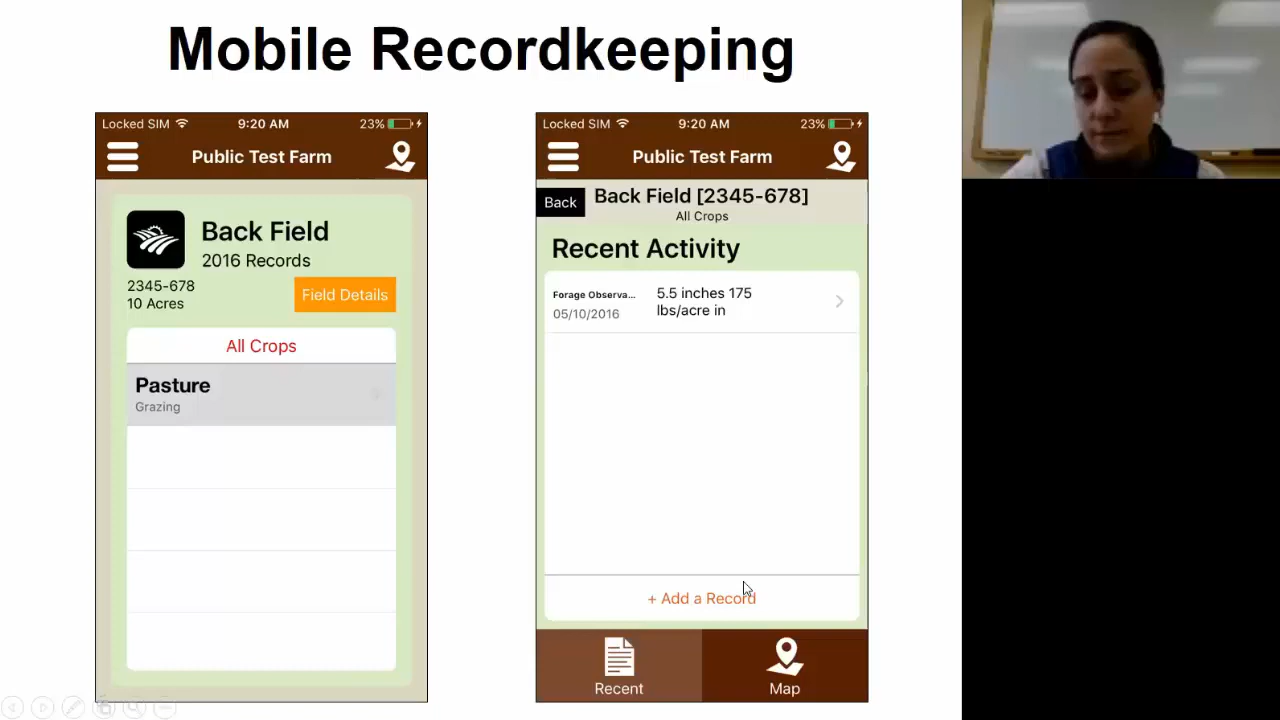 Mobile Recordkeeping
Locked SIM 9:20 AM 23%
Public Test Farm
Back Field
2016 Records
2345-678
10 Acres
Field Details
All Crops
Pasture
Grazing
Locked SIM 9:20 AM 23%
Public Test Farm
Back
Back Field [2345-678]
All Crops
Recent Activity
Forage Observa...
05/10/2016
5.5 inches 175
lbs/acre in
+ Add a Record
Recent
Map